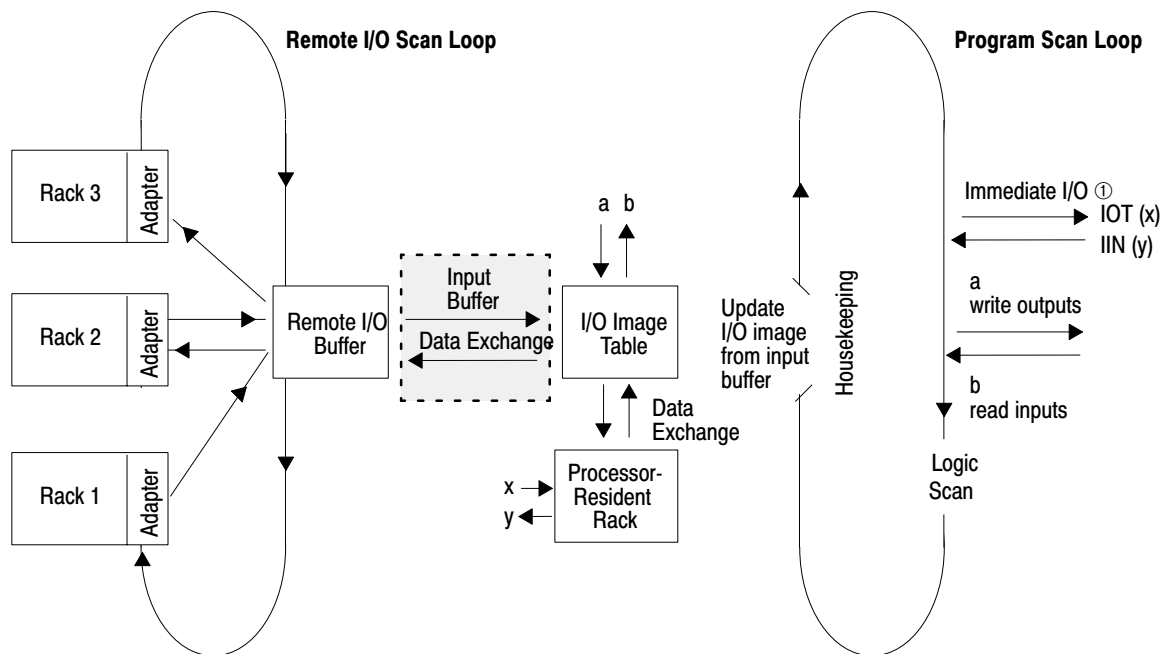 Remote I/O Scan Loop
Program Scan Loop
Rack 3
Adapter
Rack 2
Adapter
Rack 1
Adapter
Remote I/O
Buffer
Input
Buffer
Data Exchange
a b
I/O Image
Table
Data
Exchange
Processor-
Resident
Rack
x
y
Update
I/O image
from input
buffer
Housekeeping
Immediate I/O ①
IOT (x)
IIN (y)
a
write outputs
b
read inputs
Logic
Scan